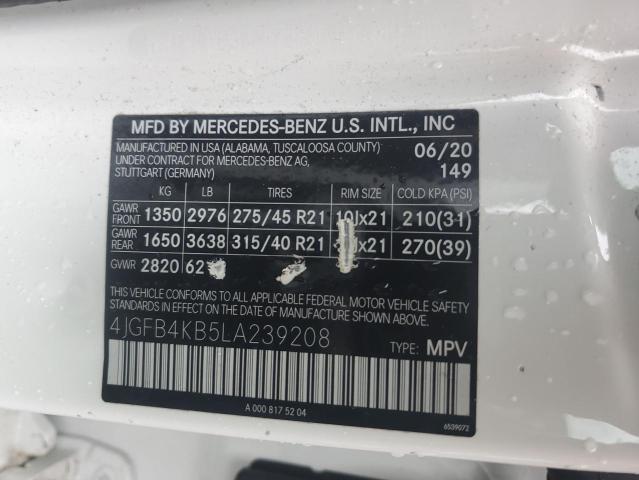 MFD BY MERCEDES-BENZ U.S. INTL., INC
MANUFACTURED IN USA (ALABAMA, TUSCALOOSA COUNTY) 06/20
UNDER CONTRACT FOR MERCEDES-BENZ AG,
STUTTGART (GERMANY) 149
KG LB TIRES RIM SIZE COLD KPA (PSI)
GAWR FRONT 1350 2976 275/45 R21 10Jx21 210(31)
GAWR REAR 1650 3638 315/40 R21 270(39)
GVWR 2820
THIS VEHICLE CONFORMS TO ALL APPLICABLE FEDERAL MOTOR VEHICLE SAFETY
STANDARDS IN EFFECT ON THE DATE OF MANUFACTURE SHOWN ABOVE.
4JGFB4KB5LA239208 TYPE: MPV
A 000 817 52 04
6539072